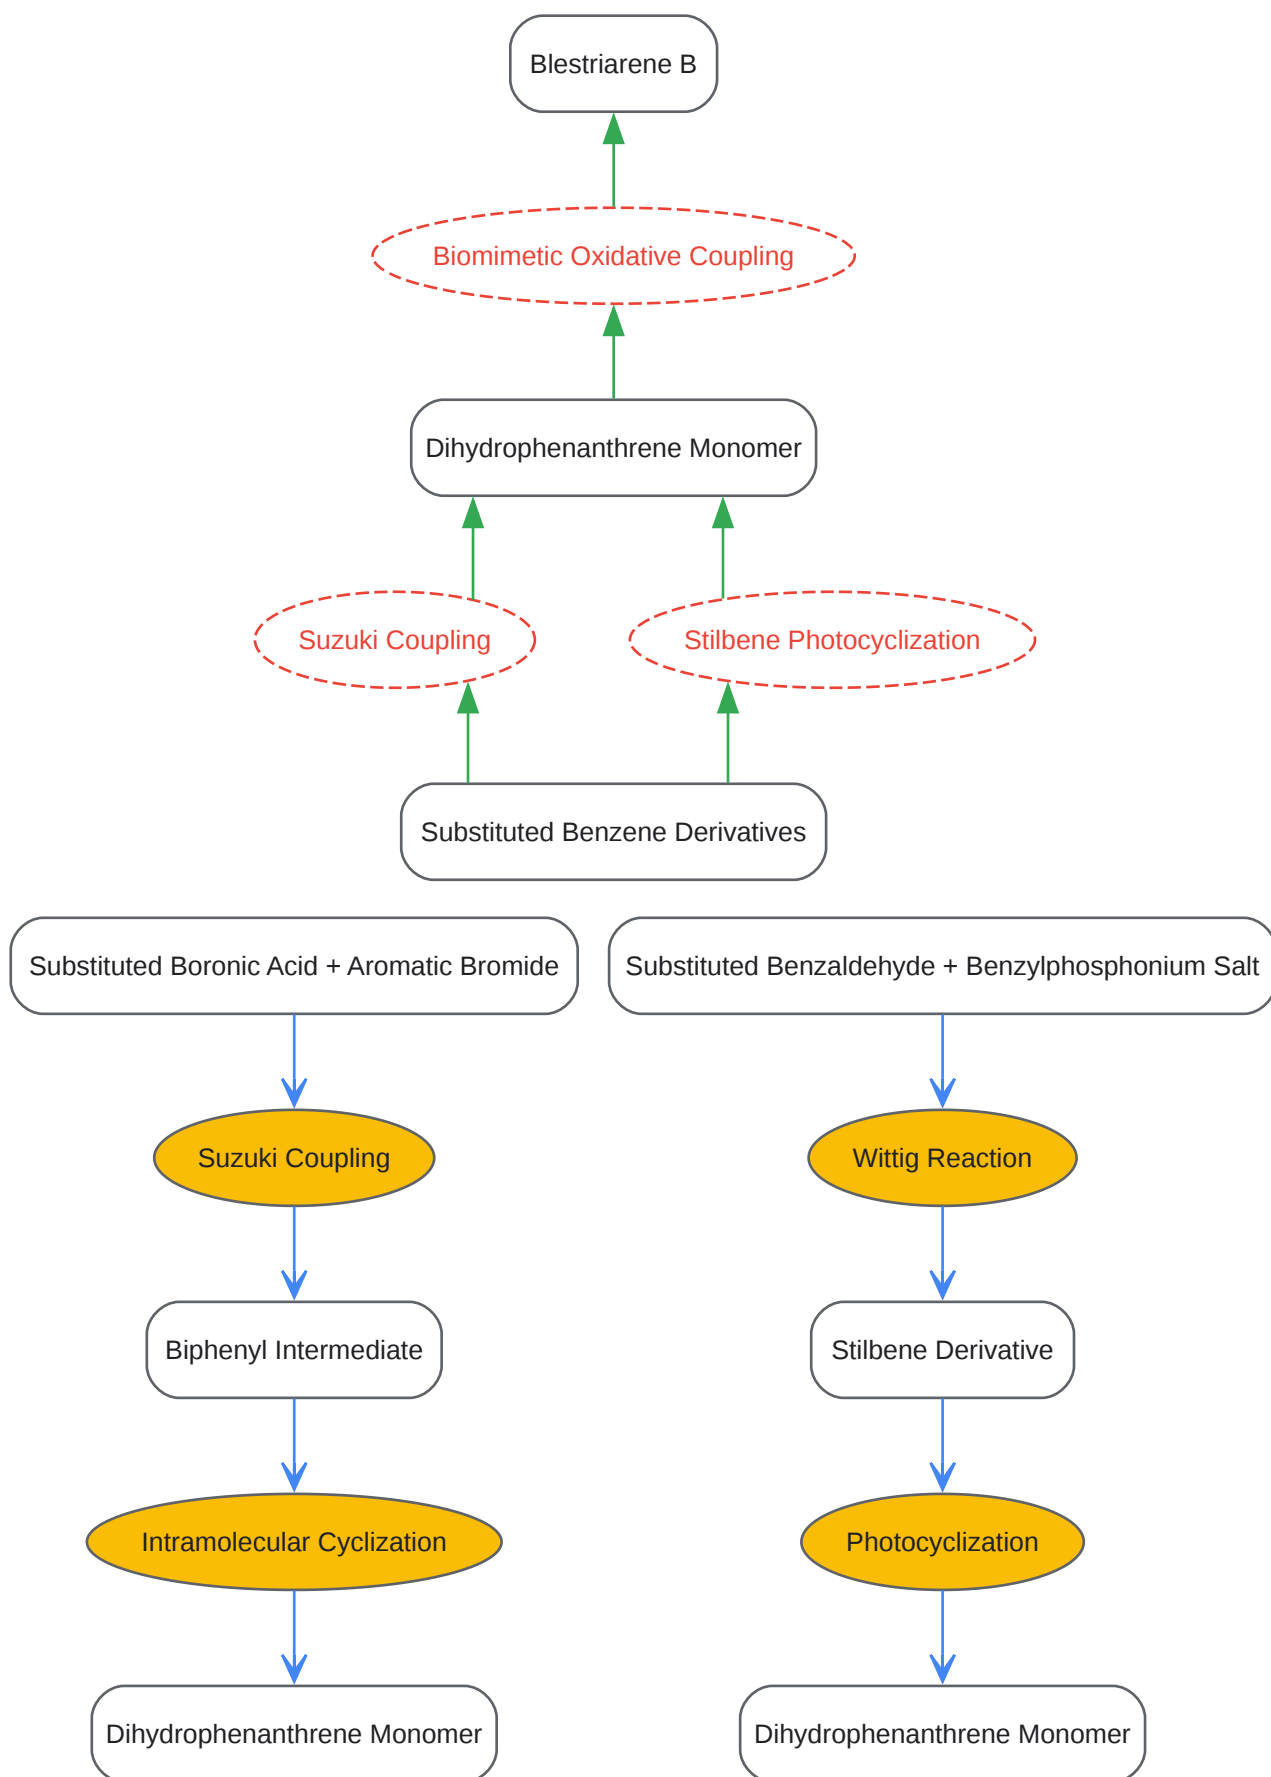 Blestriarene B
Biomimetic Oxidative Coupling
Dihydrophenanthrene Monomer
Suzuki Coupling
Stilbene Photocyclization
Substituted Benzene Derivatives
Substituted Boronic Acid + Aromatic Bromide
Substituted Benzaldehyde + Benzylphosphonium Salt
Suzuki Coupling
Wittig Reaction
Biphenyl Intermediate
Stilbene Derivative
Intramolecular Cyclization
Photocyclization
Dihydrophenanthrene Monomer
Dihydrophenanthrene Monomer